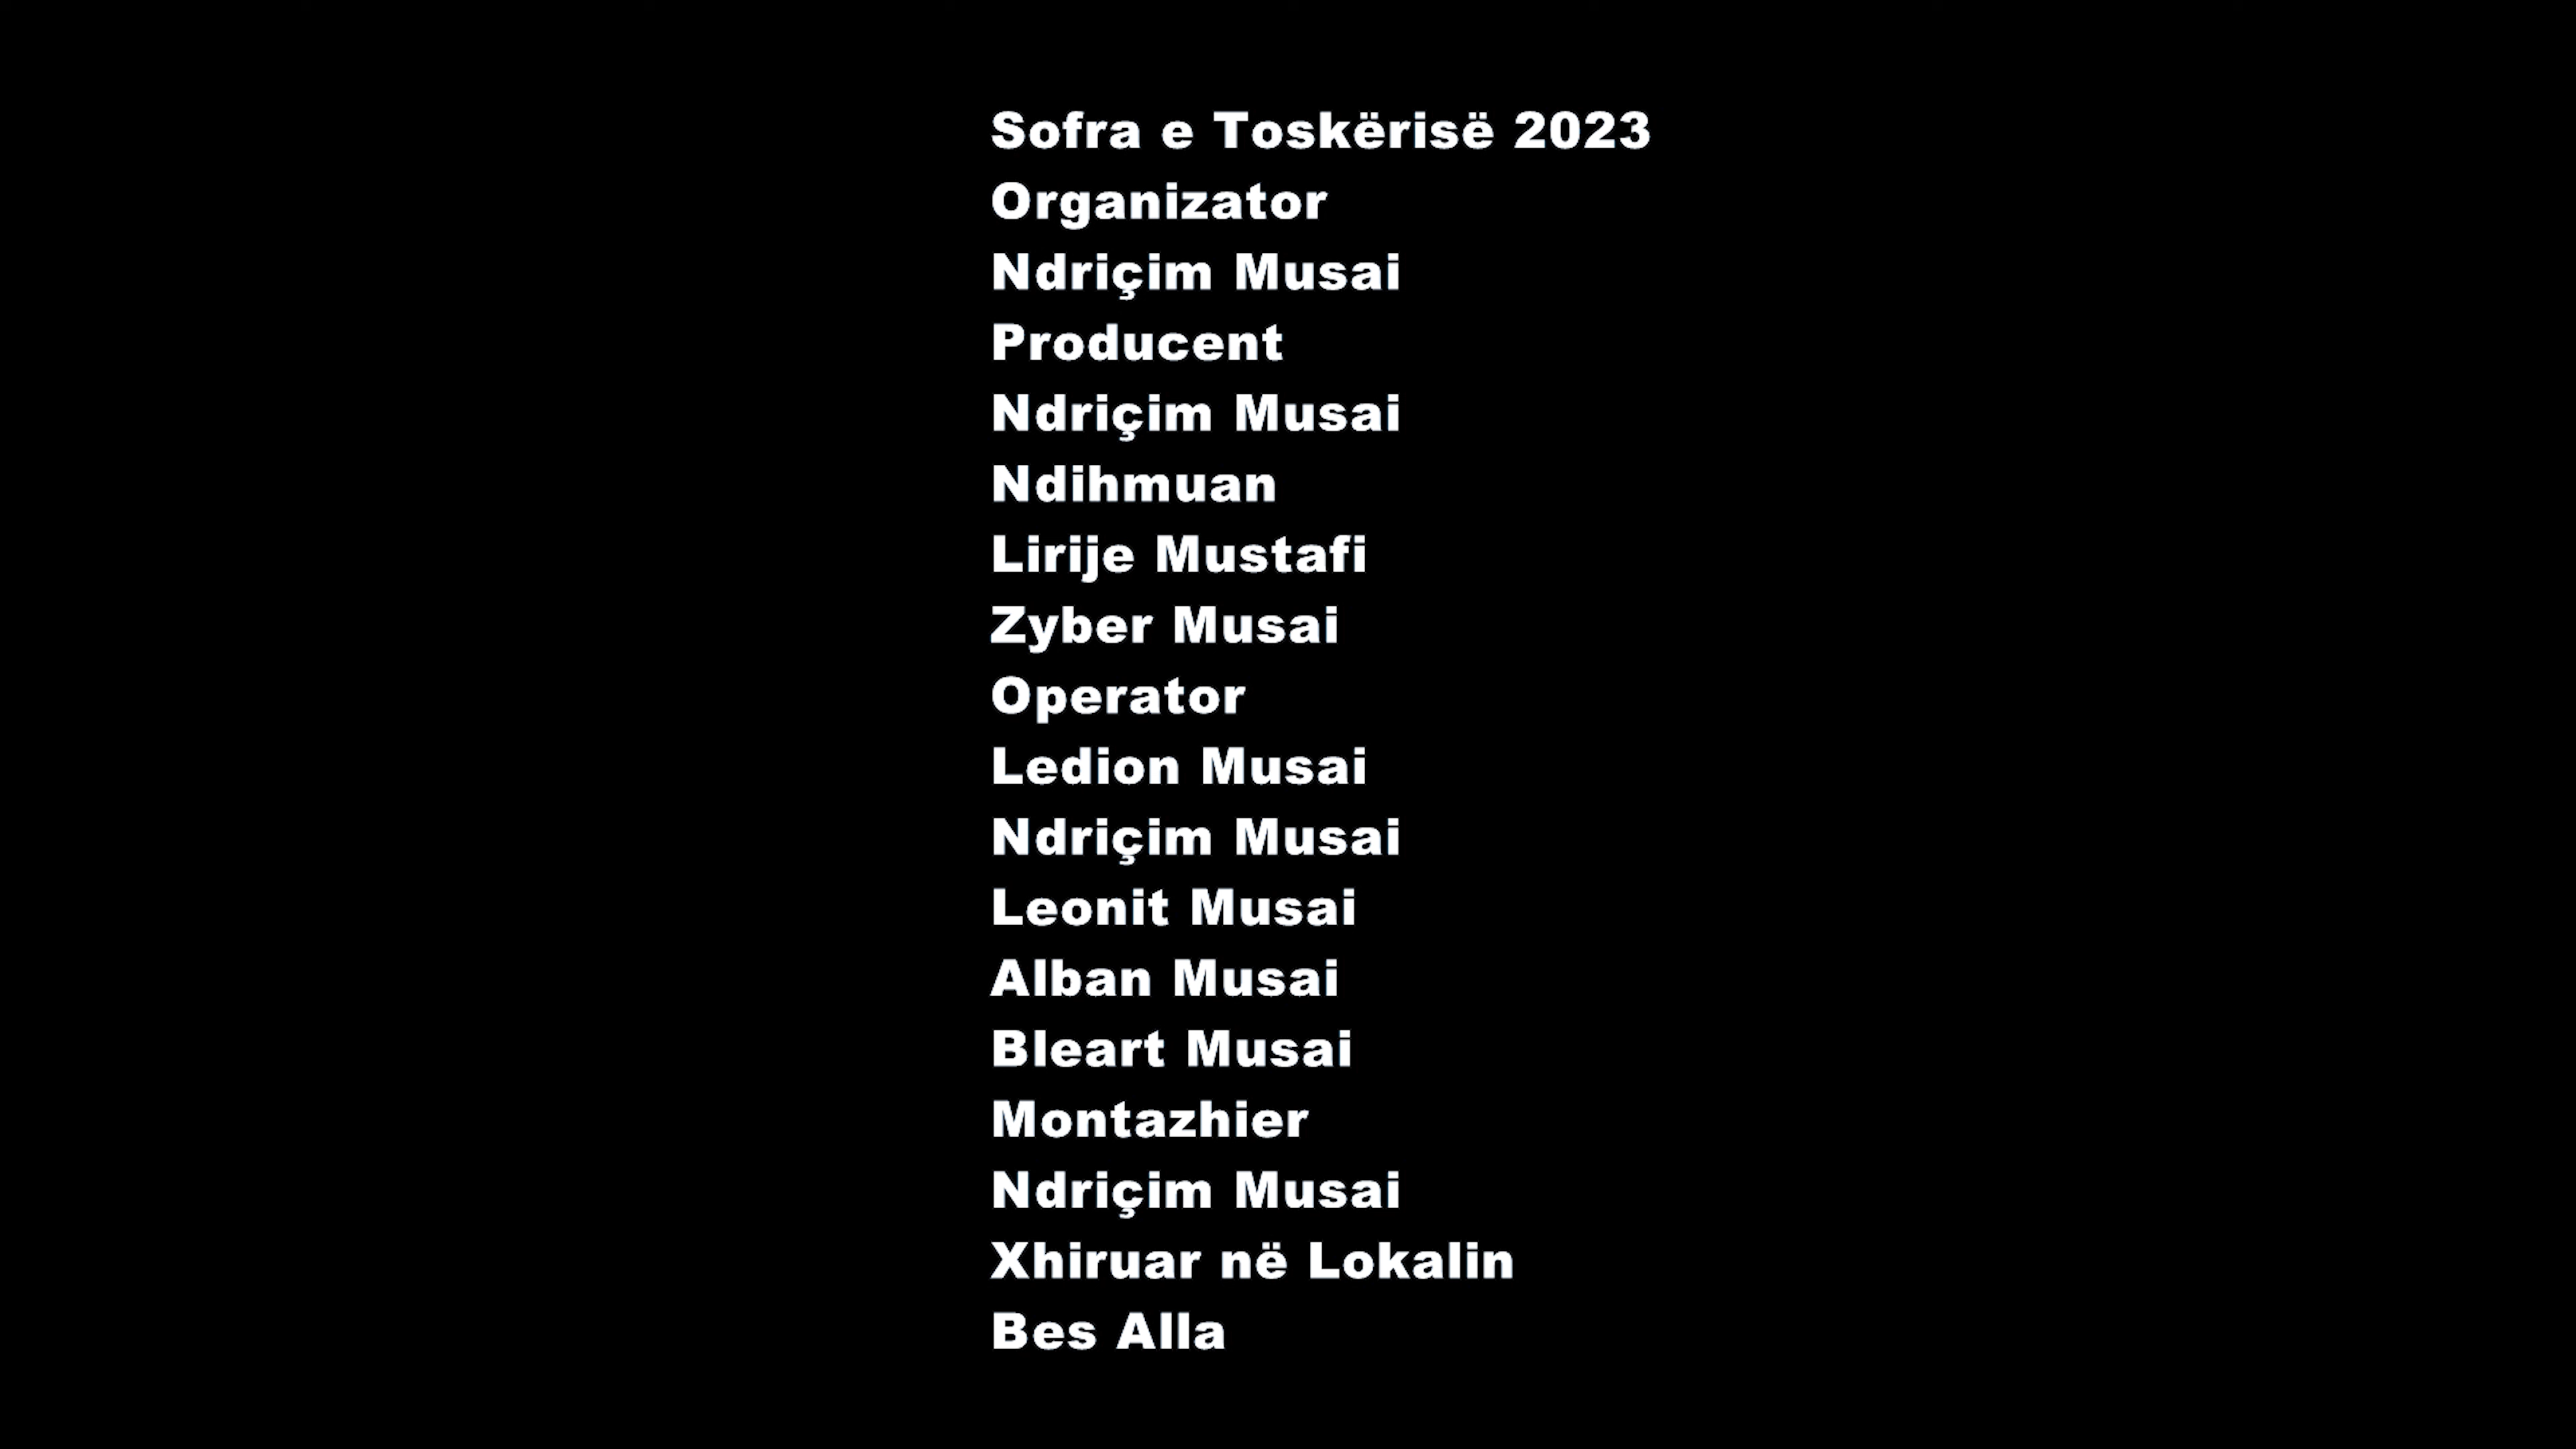 Sofra e Toskërisë 2023
Organizator
Ndriçim Musai
Producent
Ndriçim Musai
Ndihmuan
Lirije Mustafi
Zyber Musai
Operator
Ledion Musai
Ndriçim Musai
Leonit Musai
Alban Musai
Bleart Musai
Montazhier
Ndriçim Musai
Xhiruar në Lokalin
Bes Alla